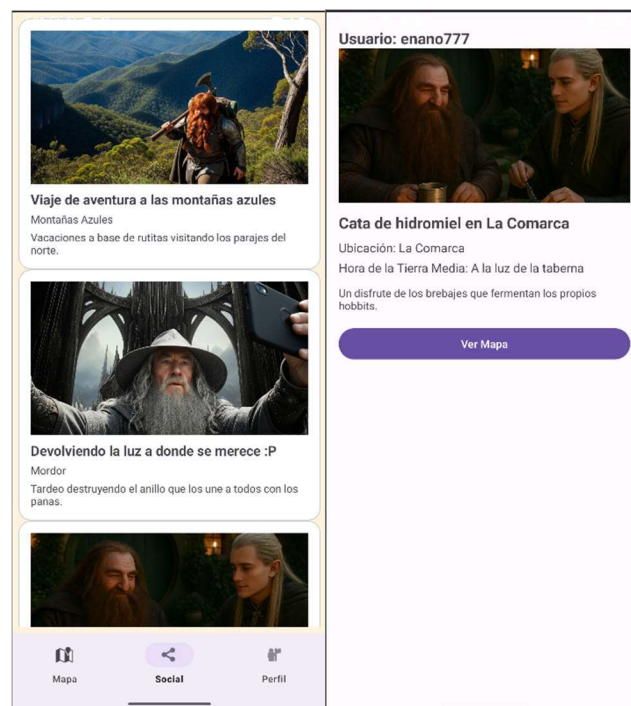 Viaje de aventura a las montañas azules
Montañas Azules
Vacaciones a base de rutitas visitando los parajes del
norte.
Devolviendo la luz a donde se merece :P
Mordor
Tardeo destruyendo el anillo que los une a todos con los
panas.
Mapa
Social
Perfil
Usuario: enano777
Cata de hidromiel en La Comarca
Ubicación: La Comarca
Hora de la Tierra Media: A la luz de la taberna
Un disfrute de los brebajes que fermentan los propios
hobbits.
Ver Mapa